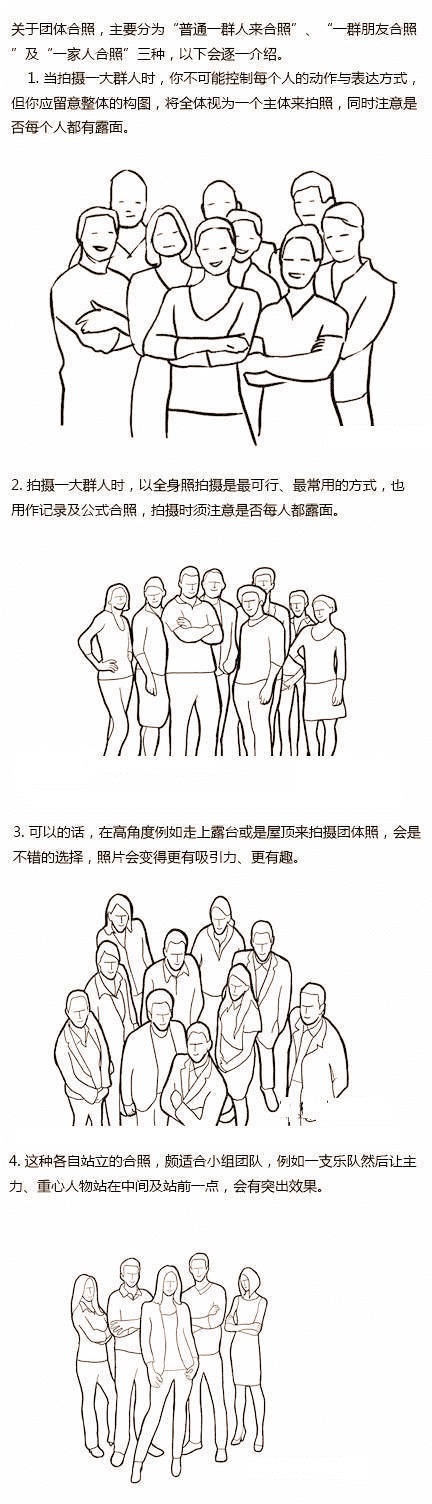 关于团体合照，主要分为“普通一群人来合照”、“一群朋友合照
”及“一家人合照”三种，以下会逐一介绍。
1. 当拍摄一大群人时，你不可能控制每个人的动作与表达方式，
但你应留意整体的构图，将全体视为一个主体来拍照，同时注意是
否每个人都有露面。
2. 拍摄一大群人时，以全身照拍摄是最可行、最常用的方式，也
用作记录及公式合照，拍摄时须注意是否每人都露面。
3. 可以的话，在高角度例如走上露台或是屋顶来拍摄团体照，会是
不错的选择，照片会变得更有吸引力、更有趣。
4. 这种各自站立的合照，颇适合小组团队，例如一支乐队然后让主
力、重心人物站在中间及站前一点，会有突出效果。